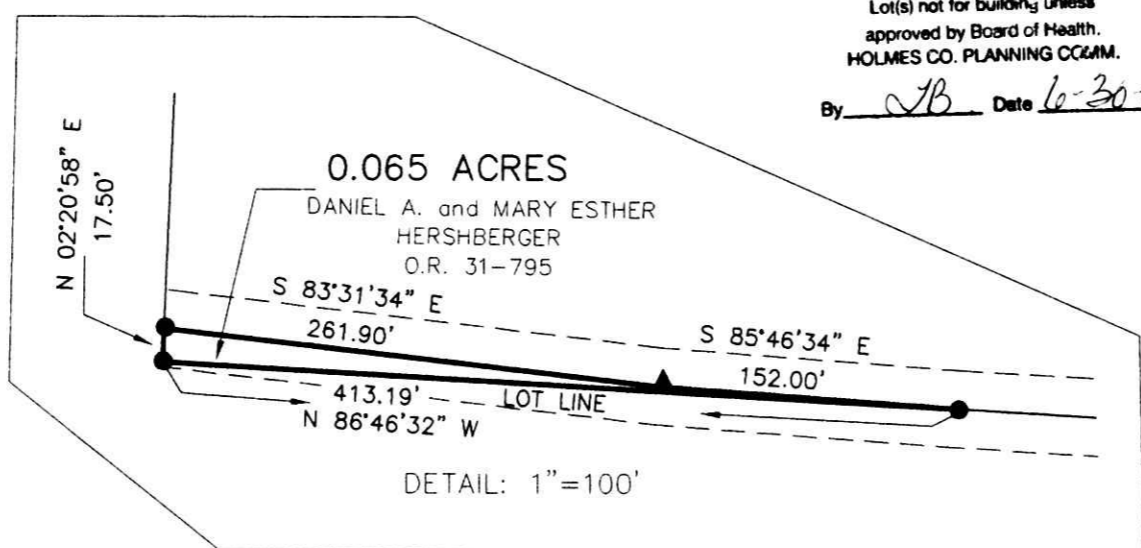 Lot(s) not for building unless
approved by Board of Health.
HOLMES CO. PLANNING COMM.
By JB Date 6-30-
0.065 ACRES
DANIEL A. and MARY ESTHER
HERSHBERGER
O.R. 31-795
N 02°20'58" E
17.50'
S 83°31'34" E
261.90'
S 85°46'34" E
152.00'
413.19'
LOT LINE
N 86°46'32" W
DETAIL: 1"=100'